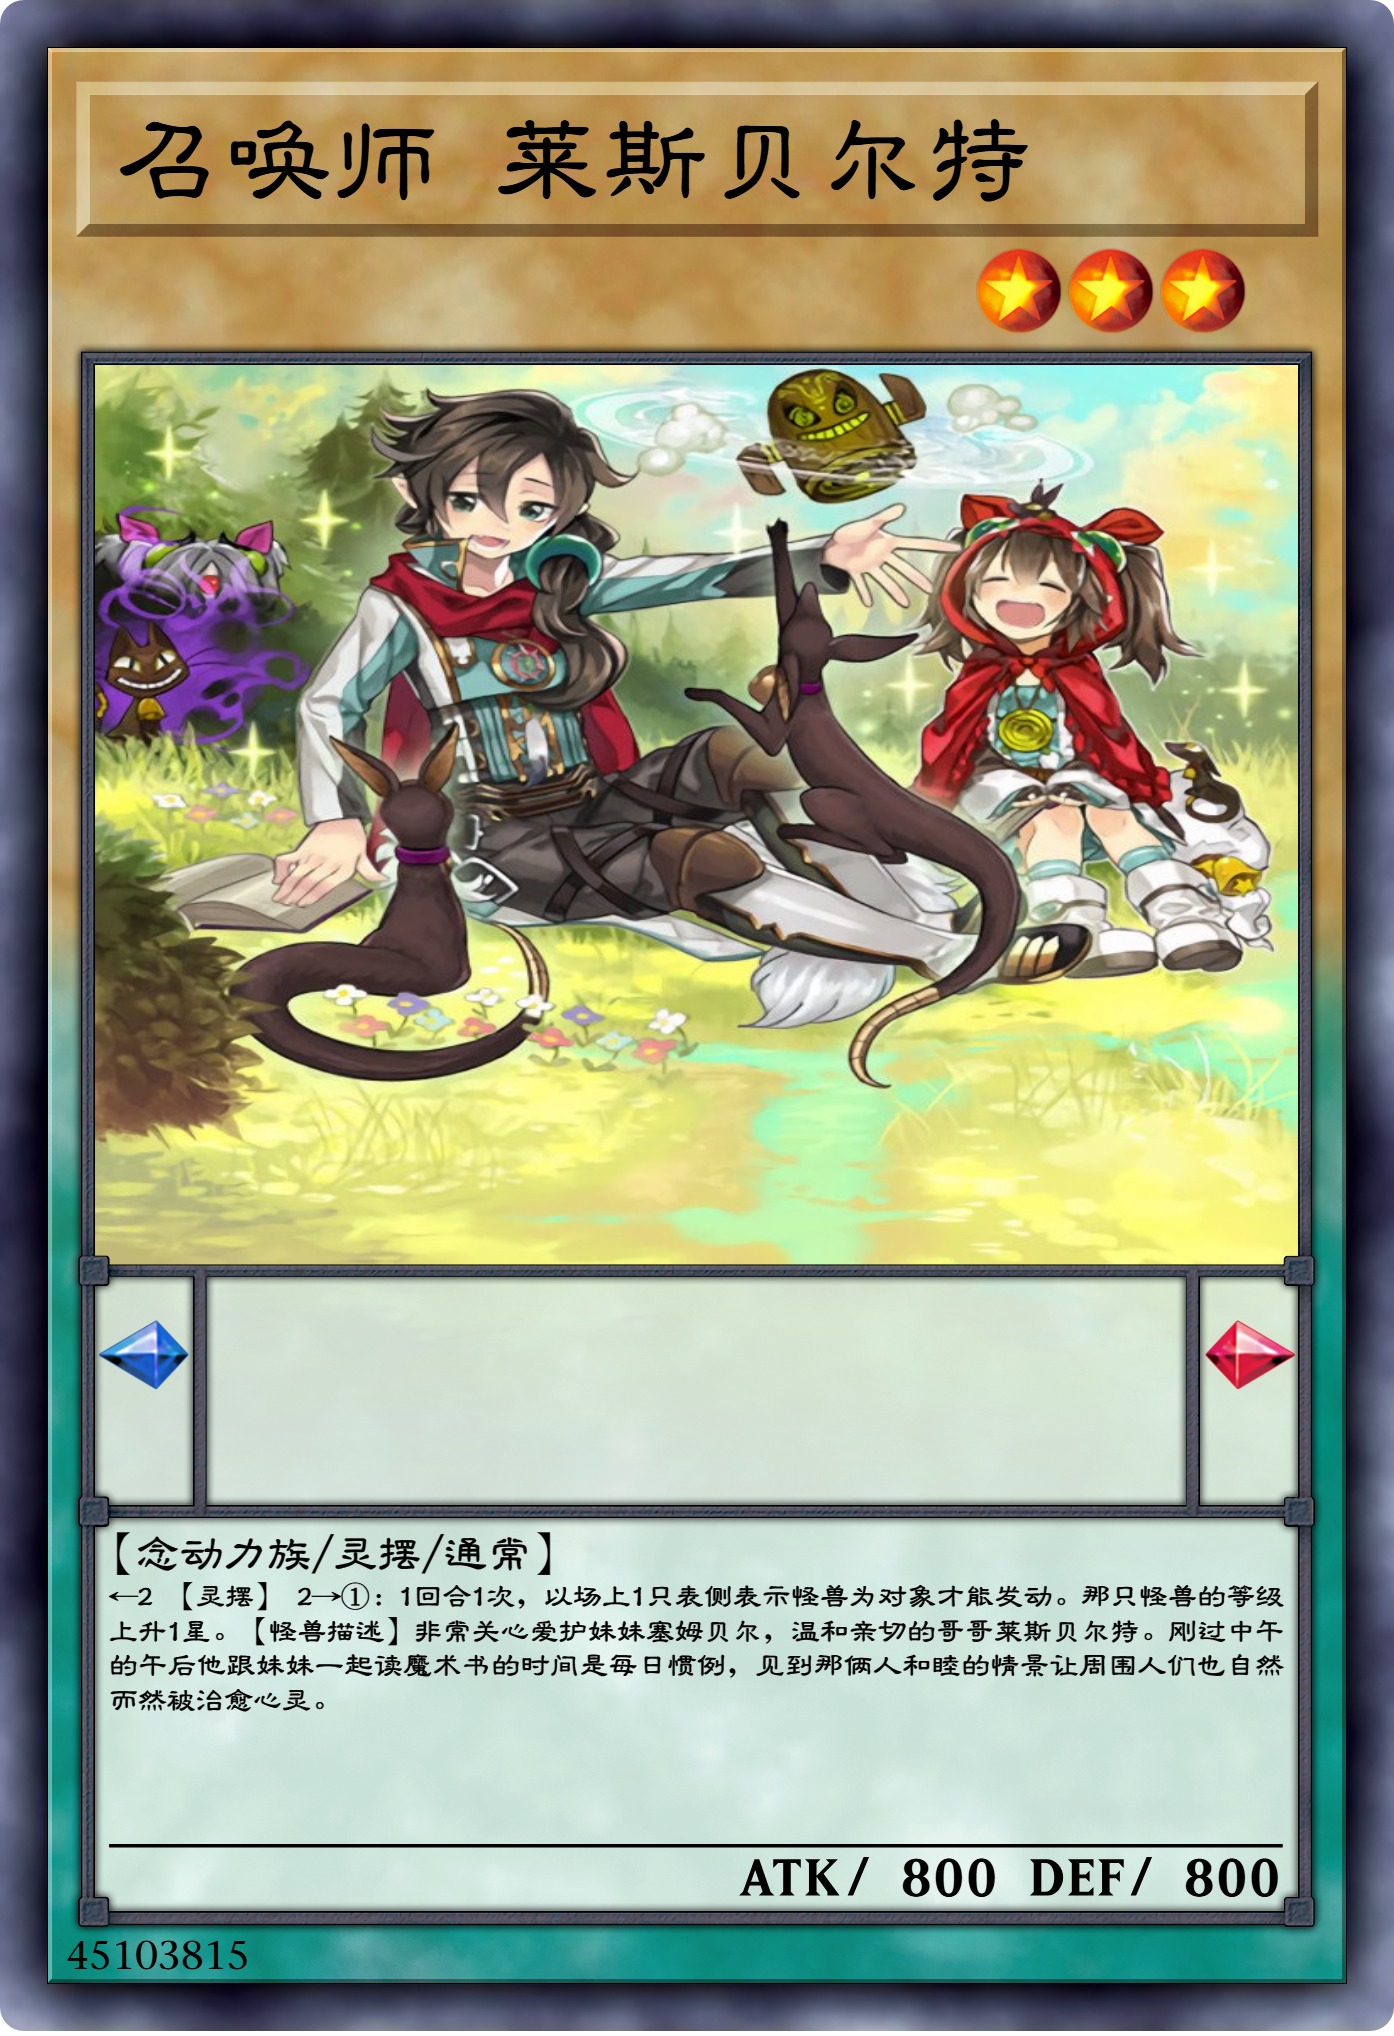 召唤师 莱斯贝尔特
【念动力族/灵摆/通常】
←2 【灵摆】 2→①：1回合1次，以场上1只表侧表示怪兽为对象才能发动。那只怪兽的等级
上升1星。【怪兽描述】非常关心爱护妹妹塞姆贝尔，温和亲切的哥哥莱斯贝尔特。刚过中午
的午后他跟妹妹一起读魔术书的时间是每日惯例，见到那俩人和睦的情景让周围人们也自然
而然被治愈心灵。
ATK/ 800 DEF/ 800
45103815